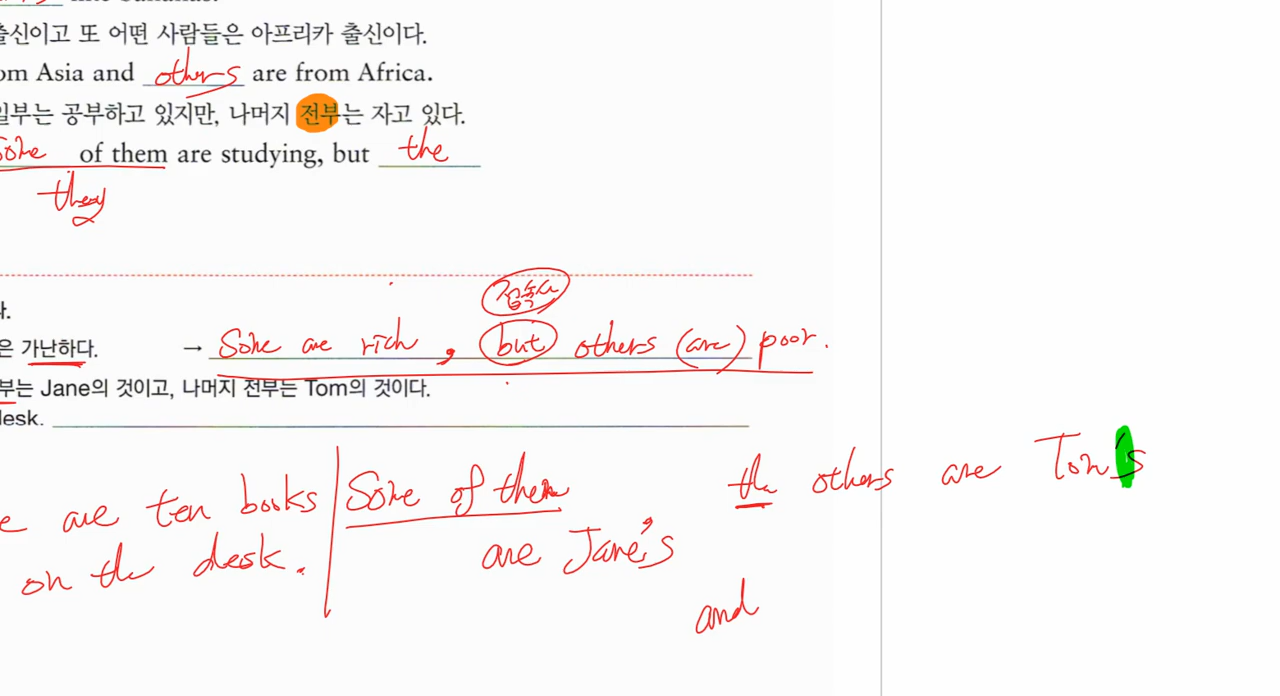 출신이고 또 어떤 사람들은 아프리카 출신이다.
om Asia and others are from Africa.
일부는 공부하고 있지만, 나머지 전부는 자고 있다.
Some of them are studying, but the
they
접속사
다.
은 가난하다. → Some are rich, but others (are) poor.
부는 Jane의 것이고, 나머지 전부는 Tom의 것이다.
desk.
the others are Tom's
e are ten books Some of them
on the desk. are Jane's
and